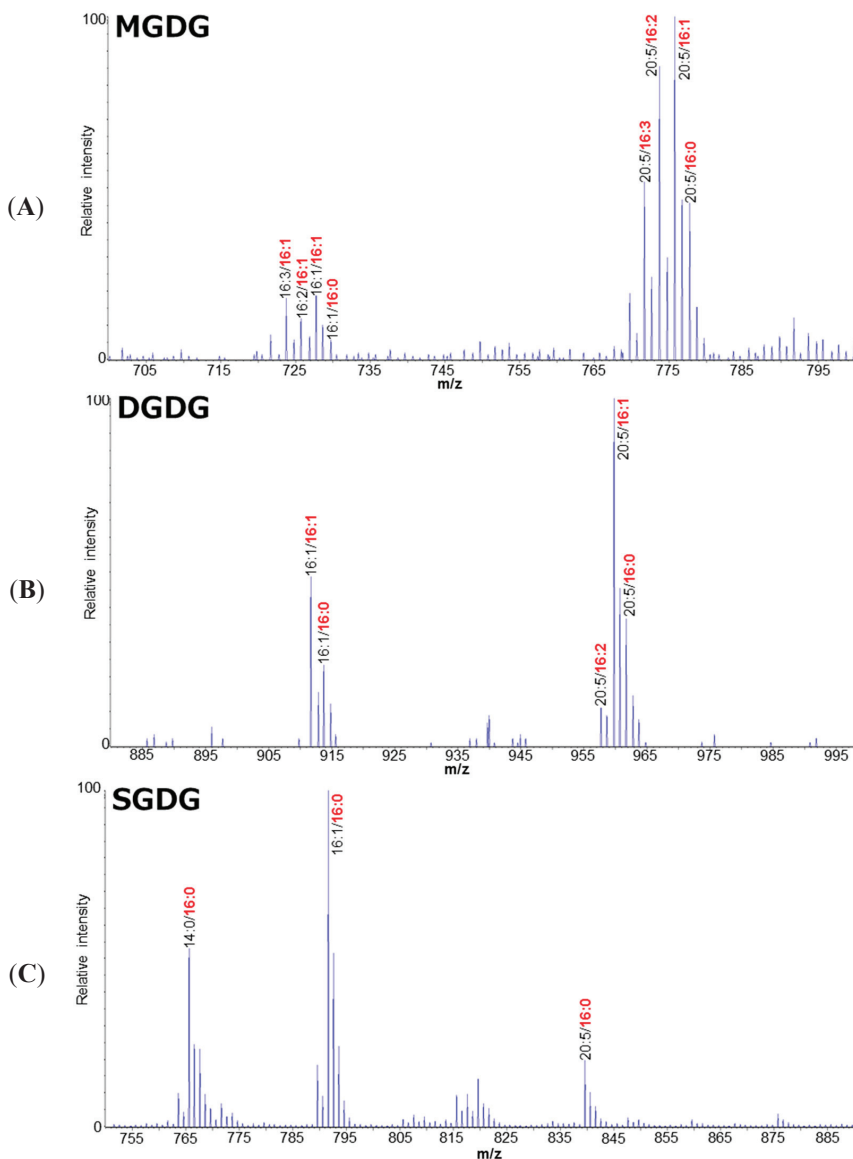 (A)
MGDG
Relative intensity
100
0
16:3/16:1
16:2/16:1
16:1/16:1
16:1/16:0
20:5/16:3
20:5/16:2
20:5/16:1
20:5/16:0
705 715 725 735 745 755 765 775 785 795
m/z
(B)
DGDG
Relative intensity
100
0
16:1/16:1
16:1/16:0
20:5/16:2
20:5/16:1
20:5/16:0
885 895 905 915 925 935 945 955 965 975 985 995
m/z
(C)
SGDG
Relative intensity
100
0
14:0/16:0
16:1/16:0
20:5/16:0
755 765 775 785 795 805 815 825 835 845 855 865 875 885
m/z